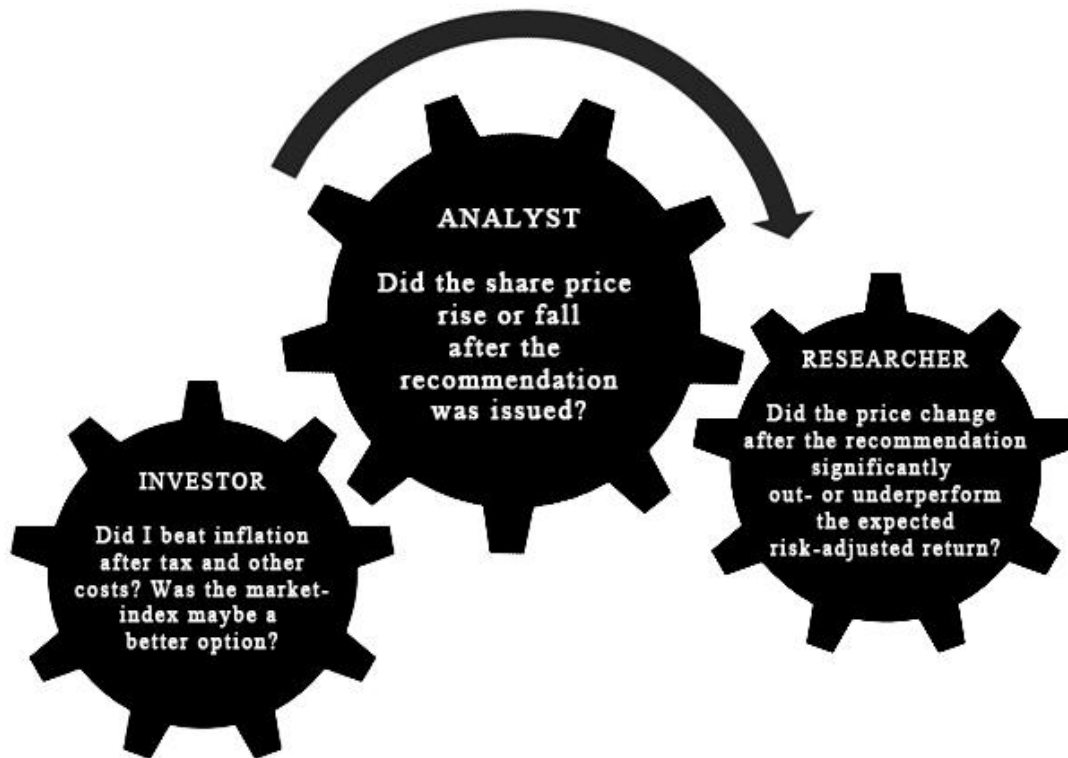 ANALYST
Did the share price
rise or fall
after the
recommendation
was issued?
RESEARCHER
Did the price change
after the recommendation
significantly
out- or underperform
the expected
risk-adjusted return?
INVESTOR
Did I beat inflation
after tax and other
costs? Was the market-
index maybe a
better option?